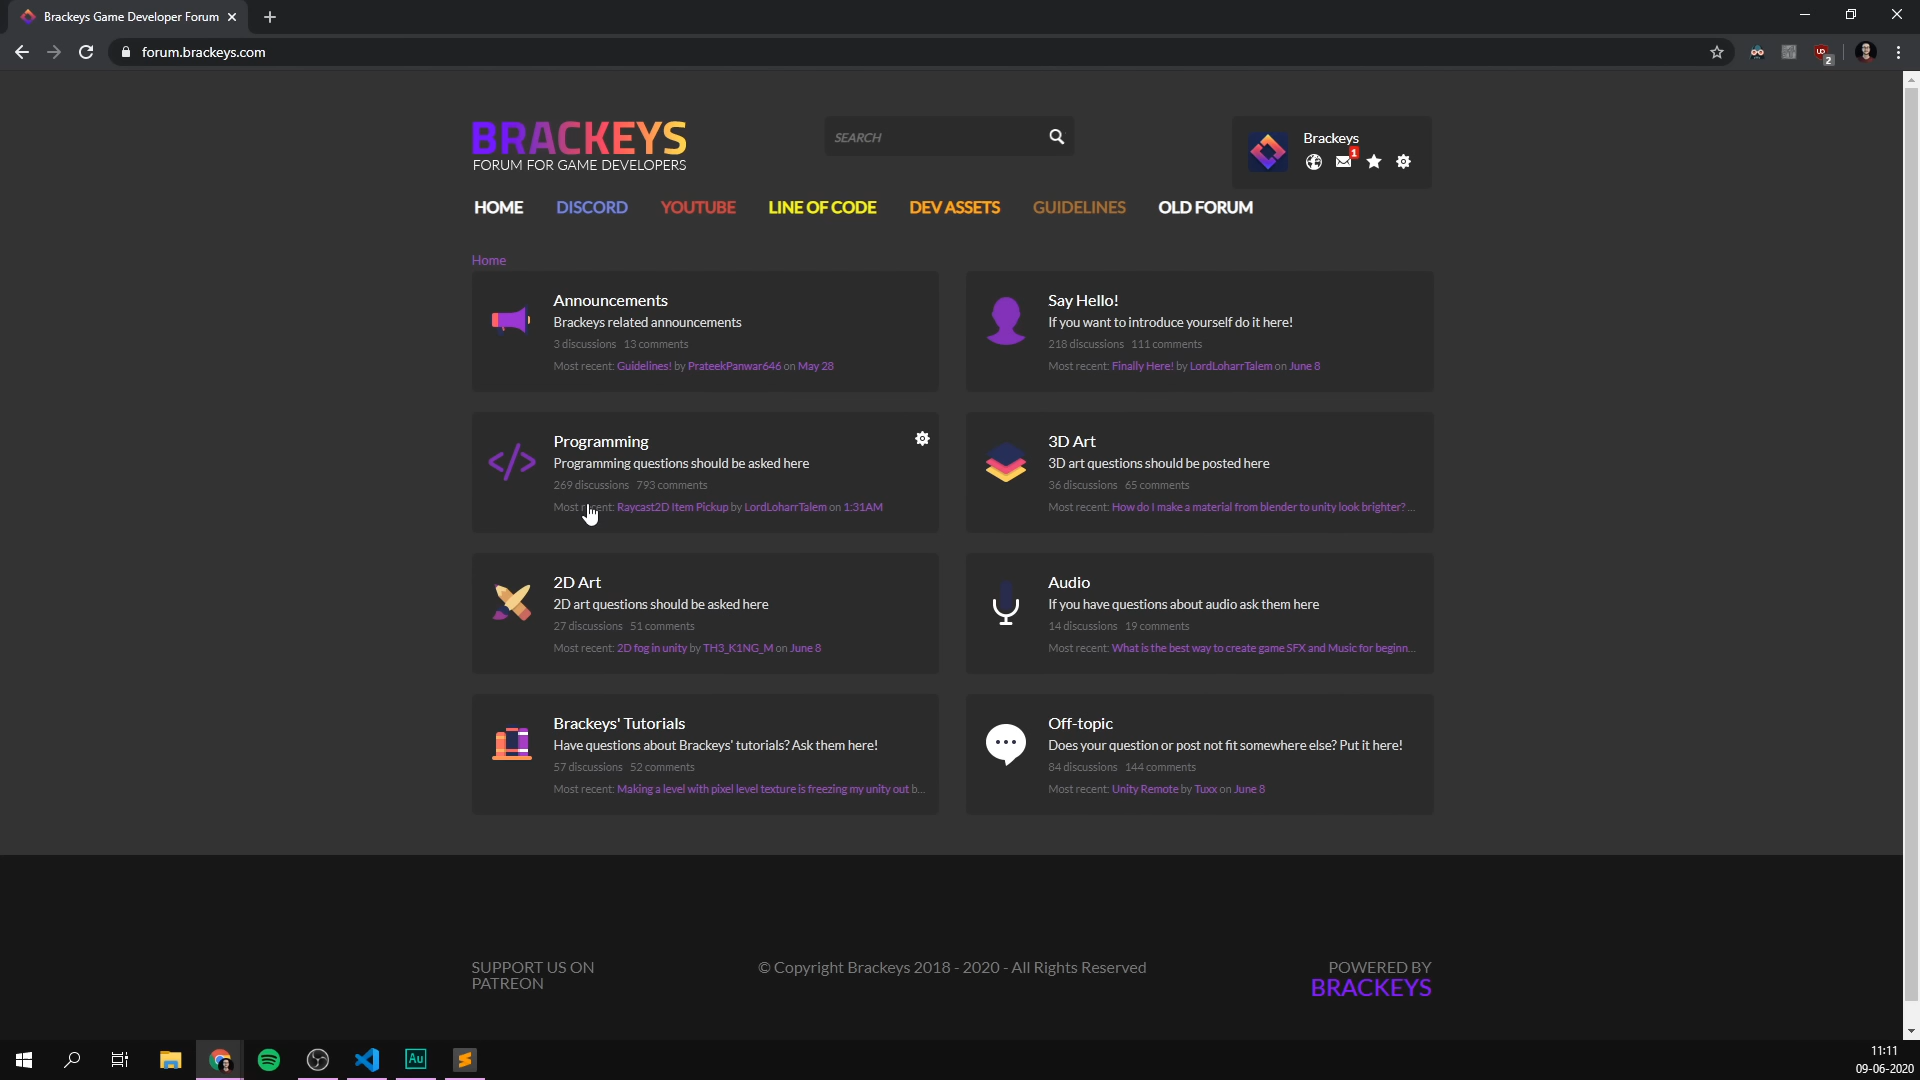 Brackeys Game Developer Forum
forum.brackeys.com
2
BRACKEYS
FORUM FOR GAME DEVELOPERS
SEARCH
Brackeys
1
HOME DISCORD YOUTUBE LINE OF CODE DEV ASSETS GUIDELINES OLD FORUM
Home
Announcements
Brackeys related announcements
3 discussions 13 comments
Most recent: Guidelines! by PrateekPanwar646 on May 28
Say Hello!
If you want to introduce yourself do it here!
218 discussions 111 comments
Most recent: Finally Here! by LordLoharrTalem on June 8
Programming
Programming questions should be asked here
269 discussions 793 comments
Most recent: Raycast2D Item Pickup by LordLoharrTalem on 1:31AM
3D Art
3D art questions should be posted here
36 discussions 65 comments
Most recent: How do I make a material from blender to unity look brighter? ...
2D Art
2D art questions should be asked here
27 discussions 51 comments
Most recent: 2D fog in unity by TH3_K1NG_M on June 8
Audio
If you have questions about audio ask them here
14 discussions 19 comments
Most recent: What is the best way to create game SFX and Music for beginn...
Brackeys' Tutorials
Have questions about Brackeys' tutorials? Ask them here!
57 discussions 52 comments
Most recent: Making a level with pixel level texture is freezing my unity out b...
Off-topic
Does your question or post not fit somewhere else? Put it here!
84 discussions 144 comments
Most recent: Unity Remote by Tuxx on June 8
SUPPORT US ON
PATREON
© Copyright Brackeys 2018 - 2020 - All Rights Reserved
POWERED BY
BRACKEYS
Au
11:11
09-06-2020